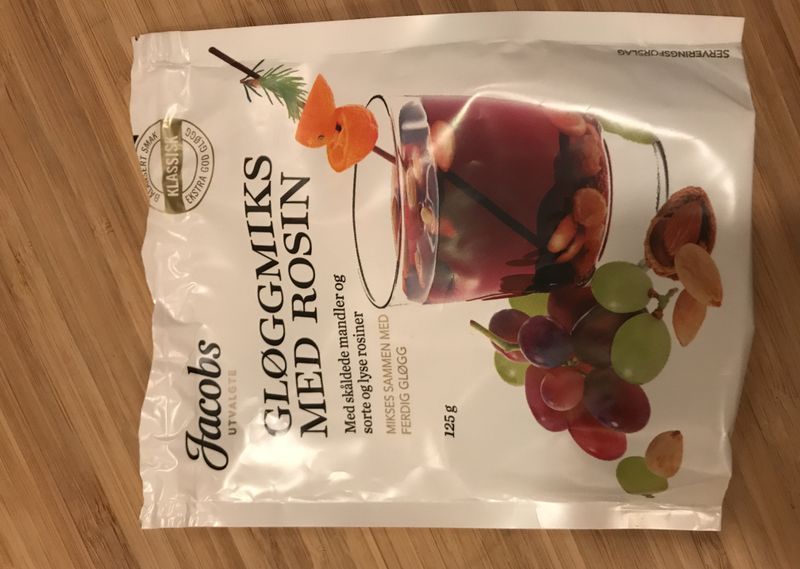 Jacobs
UTVALGTE
GLØGGMIKS
MED ROSIN
Med skåldede mandler og
sorte og lyse rosiner
MIKSES SAMMEN MED
FERDIG GLØGG
125 g
SMAK
KLASSISK
EKSTRA GOD GLØGG
SERVERINGSFORSLAG